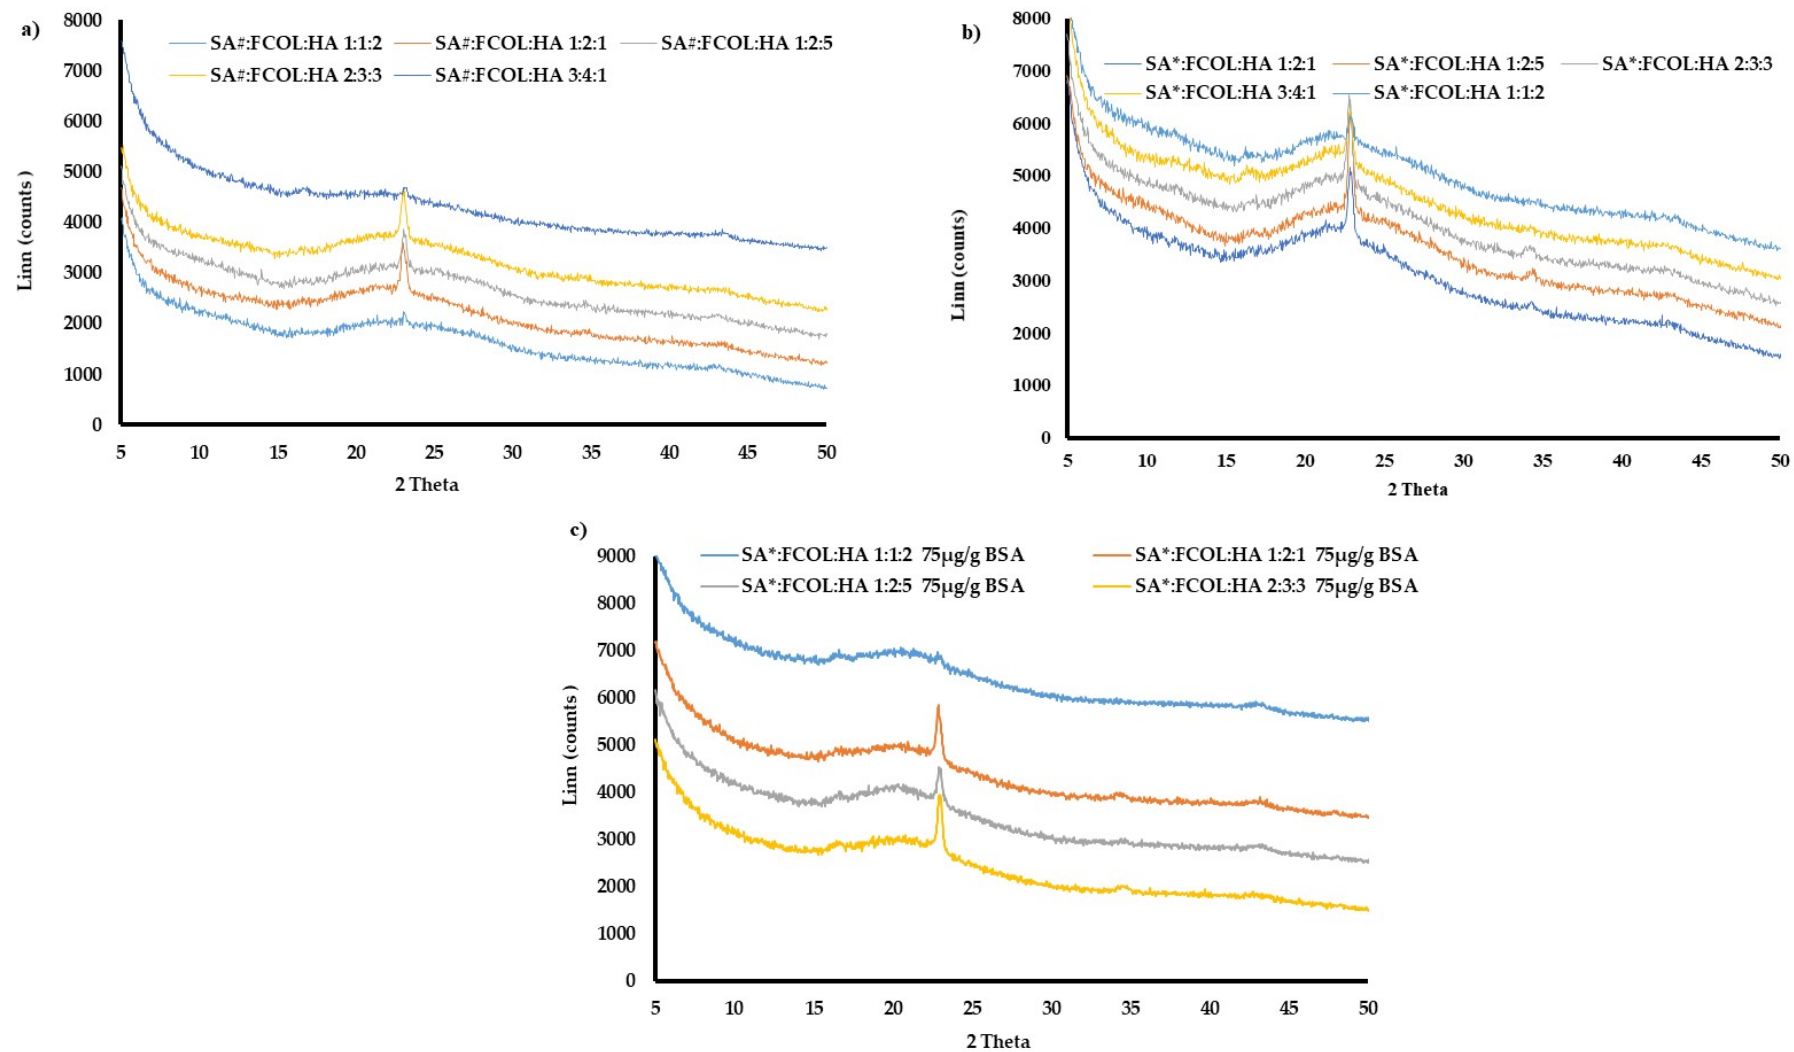 a)
8000
7000
6000
5000
4000
3000
2000
1000
0
Linn (counts )
SA#:FCOL:HA 1:1:2 SA#:FCOL:HA 1:2:1 SA#:FCOL:HA 1:2:5
SA#:FCOL:HA 2:3:3 SA#:FCOL:HA 3:4:1
5 10 15 20 25 30 35 40 45 50
2 Theta
b)
8000
7000
6000
5000
4000
3000
2000
1000
0
Linn (counts)
SA*:FCOL:HA 1:2:1 SA*:FCOL:HA 1:2:5 SA*:FCOL:HA 2:3:3
SA*:FCOL:HA 3:4:1 SA*:FCOL:HA 1:1:2
5 10 15 20 25 30 35 40 45 50
2 Theta
c)
9000
8000
7000
6000
5000
4000
3000
2000
1000
0
Linn (counts )
SA*:FCOL:HA 1:1:2 75µg/g BSA SA*:FCOL:HA 1:2:1 75µg/g BSA
SA*:FCOL:HA 1:2:5 75µg/g BSA SA*:FCOL:HA 2:3:3 75µg/g BSA
5 10 15 20 25 30 35 40 45 50
2 Theta